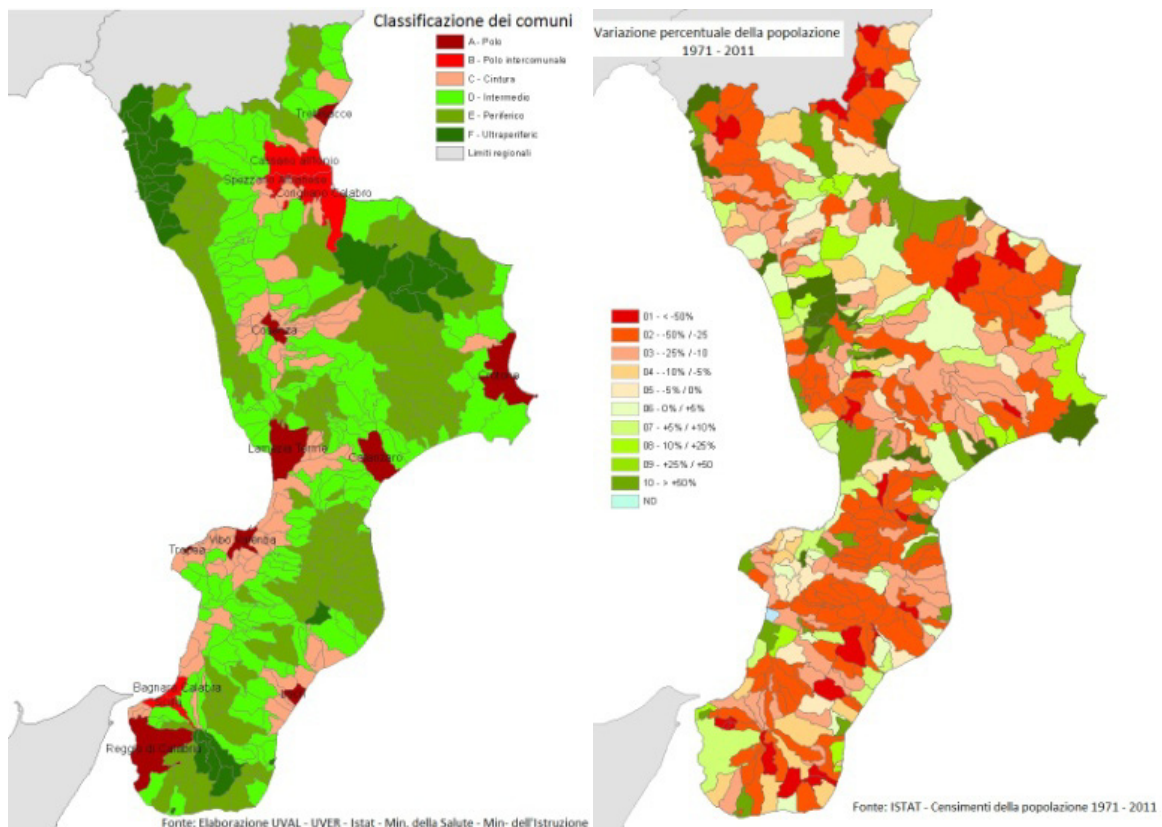 Classificazione dei comuni
A - Polo
B - Polo intercomunale
C - Cintura
D - Intermedio
E - Periferico
F - Ultraperiferic
Limiti regionali
Cassano allo Ionio
Spezzano Albanese
Corigliano Calabro
Cosenza
Crotone
Lamezia Terme
Catanzaro
Vibo Valentia
Tropea
Bagnara Calabra
Reggio di Calabria
Fonte: Elaborazione UVAL - UVER - Istat - Min. della Salute - Min- dell'Istruzione
Variazione percentuale della popolazione
1971 - 2011
01 - < -50%
02 - -50% / -25
03 - -25% / -10
04 - -10% / -5%
05 - -5% / 0%
06 - 0% / +5%
07 - +5% / +10%
08 - 10% / +25%
09 - +25% / +50
10 - > +50%
ND
Fonte: ISTAT - Censimenti della popolazione 1971 - 2011